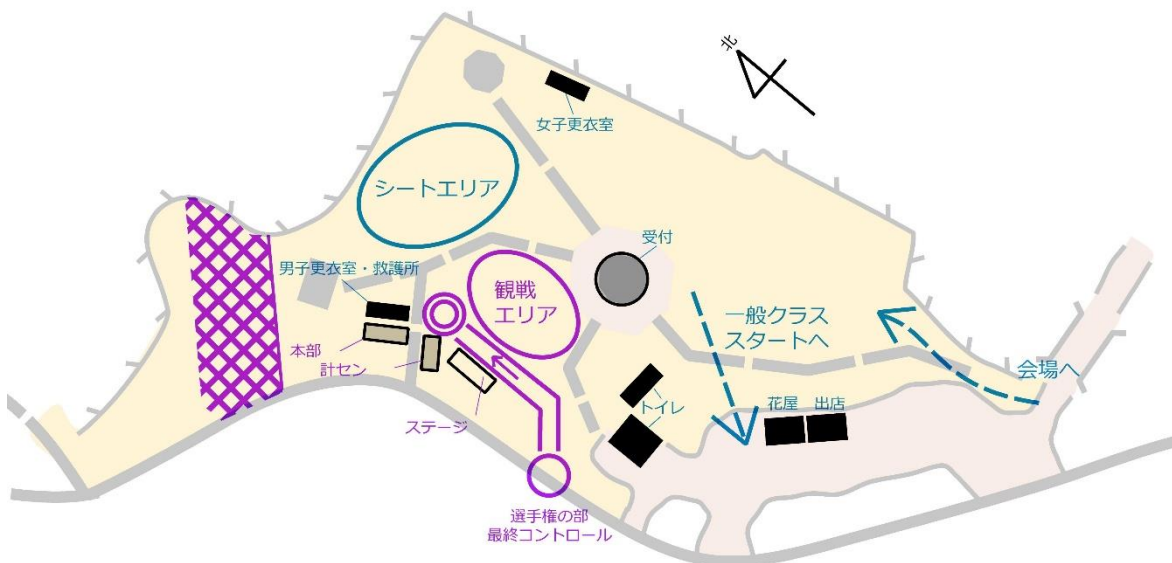 北
女子更衣室
シートエリア
受付
男子更衣室・救護所
観戦
エリア
一般クラス
スタートへ
会場へ
本部
計セン
ステージ
トイレ
花屋
出店
選手権の部
最終コントロール